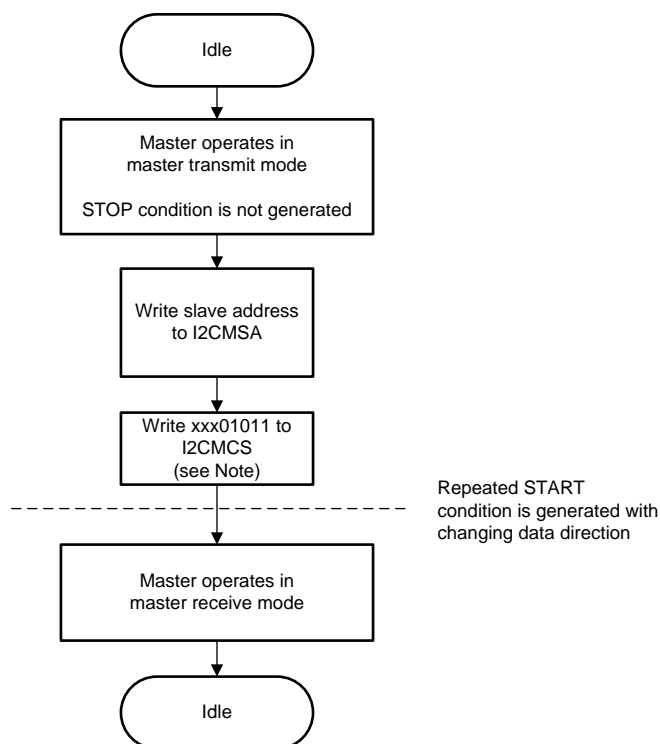 Idle
Master operates in
master transmit mode
STOP condition is not generated
Write slave address
to I2CMSA
Write xxx01011 to
I2CMCS
(see Note)
Repeated START
condition is generated with
changing data direction
Master operates in
master receive mode
Idle